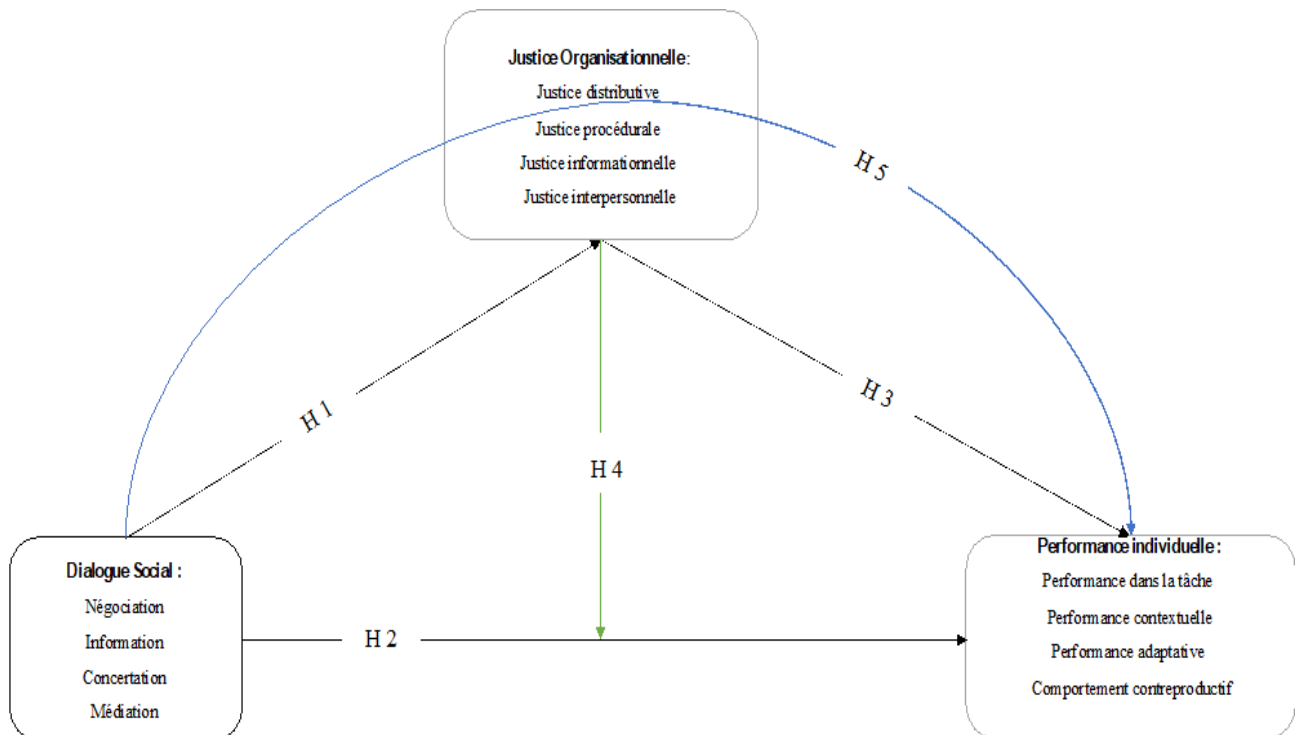 Justice Organisationnelle:
Justice distributive
Justice procédurale
Justice informationnelle
Justice interpersonnelle
H 5
H 1
H 3
H 4
Dialogue Social :
Négociation
Information
Concertation
Médiation
H 2
Performance individuelle :
Performance dans la tâche
Performance contextuelle
Performance adaptative
Comportement contreproductif